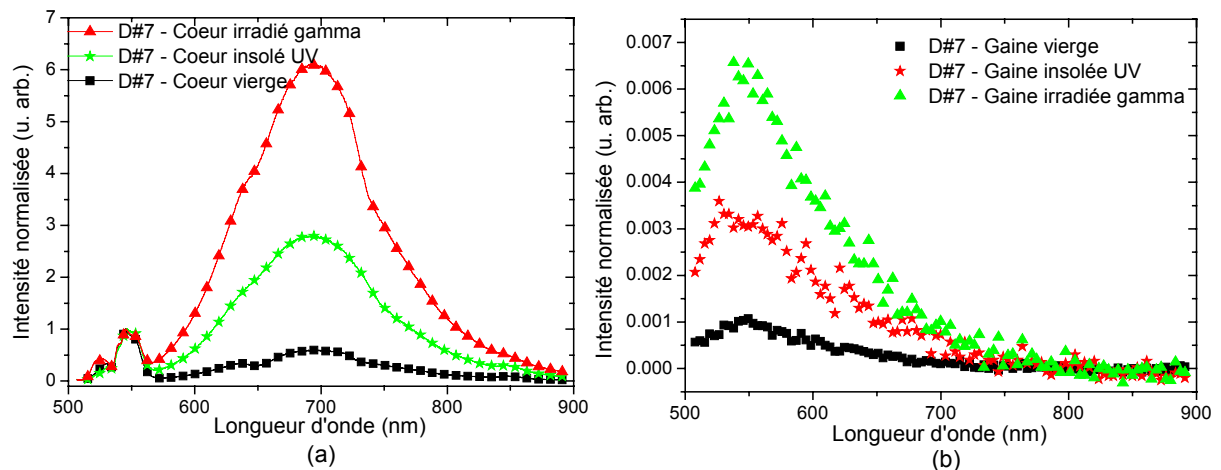 7
6
5
4
3
2
1
0
Intensité normalisée (u. arb.)
D#7 - Coeur irradié gamma
D#7 - Coeur insolé UV
D#7 - Coeur vierge
500 600 700 800 900
Longueur d'onde (nm)
(a)
0.007
0.006
0.005
0.004
0.003
0.002
0.001
0.000
Intensité normalisée (u. arb.)
D#7 - Gaine vierge
D#7 - Gaine insolée UV
D#7 - Gaine irradiée gamma
500 600 700 800 900
Longueur d'onde (nm)
(b)